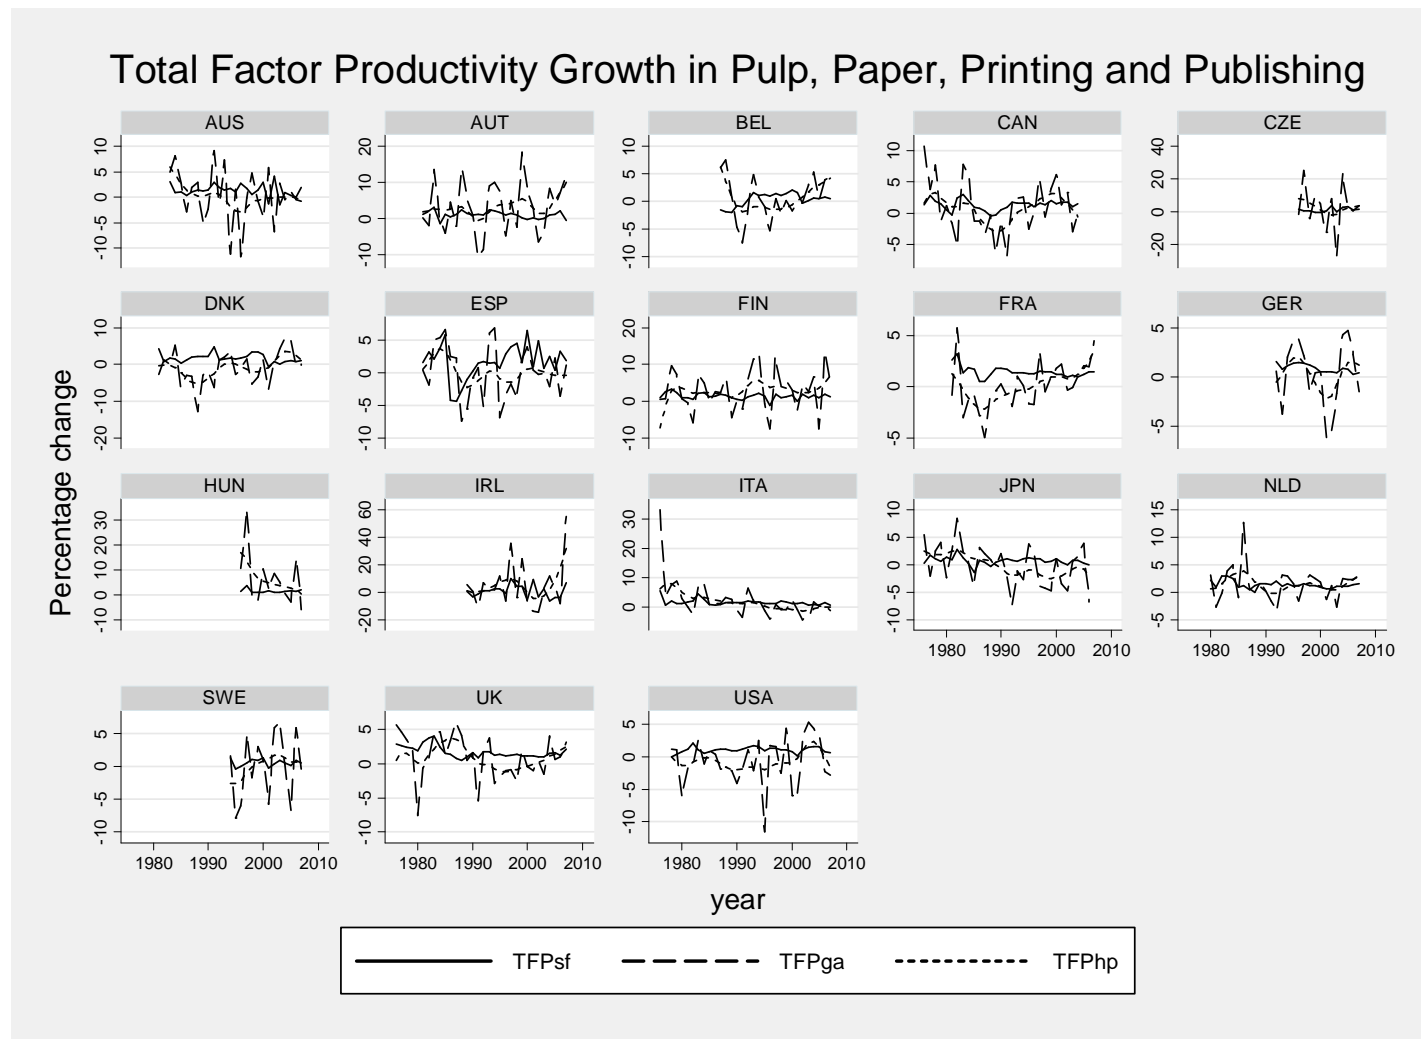 Total Factor Productivity Growth in Pulp, Paper, Printing and Publishing
AUS AUT BEL CAN CZE
10 5 0 -5 -10
20 10 0 -10
10 5 0 -5 -10
10 5 0 -5
40 20 0 -20
DNK ESP FIN FRA GER
10 0 -10 -20
5 0 -5 -10
20 10 0 -10
5 0 -5
5 0 -5
Percentage change
HUN IRL ITA JPN NLD
30 20 10 0 -10
60 40 20 0 20
30 20 10 0
10 5 0 -5 -10
15 10 5 0 -5
1980 1990 2000 2010
1980 1990 2000 2010
SWE UK USA
5 0 -5 -10
5 0 -5 -10
5 0 -5 -10
1980 1990 2000 2010
1980 1990 2000 2010
1980 1990 2000 2010
year
TFPsf TFPga TFPhp